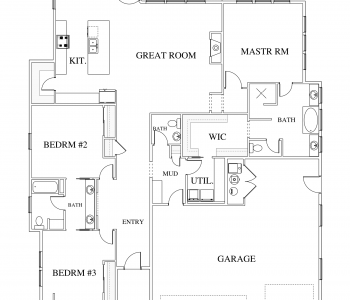 GREAT ROOM
MASTR RM
KIT.
BATH
BATH
WIC
BEDRM #2
MUD
UTIL.
BATH
ENTRY
GARAGE
BEDRM #3